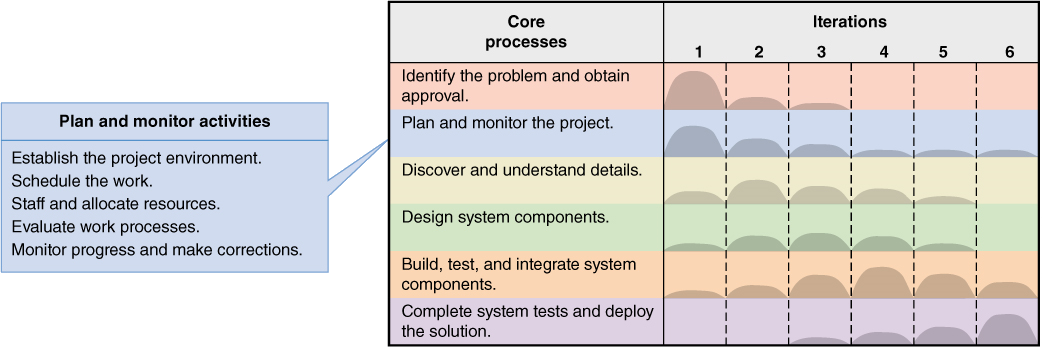 Plan and monitor activities
Establish the project environment.
Schedule the work.
Staff and allocate resources.
Evaluate work processes.
Monitor progress and make corrections.
Core
processes
Iterations
1 2 3 4 5 6
Identify the problem and obtain
approval.
Plan and monitor the project.
Discover and understand details.
Design system components.
Build, test, and integrate system
components.
Complete system tests and deploy
the solution.